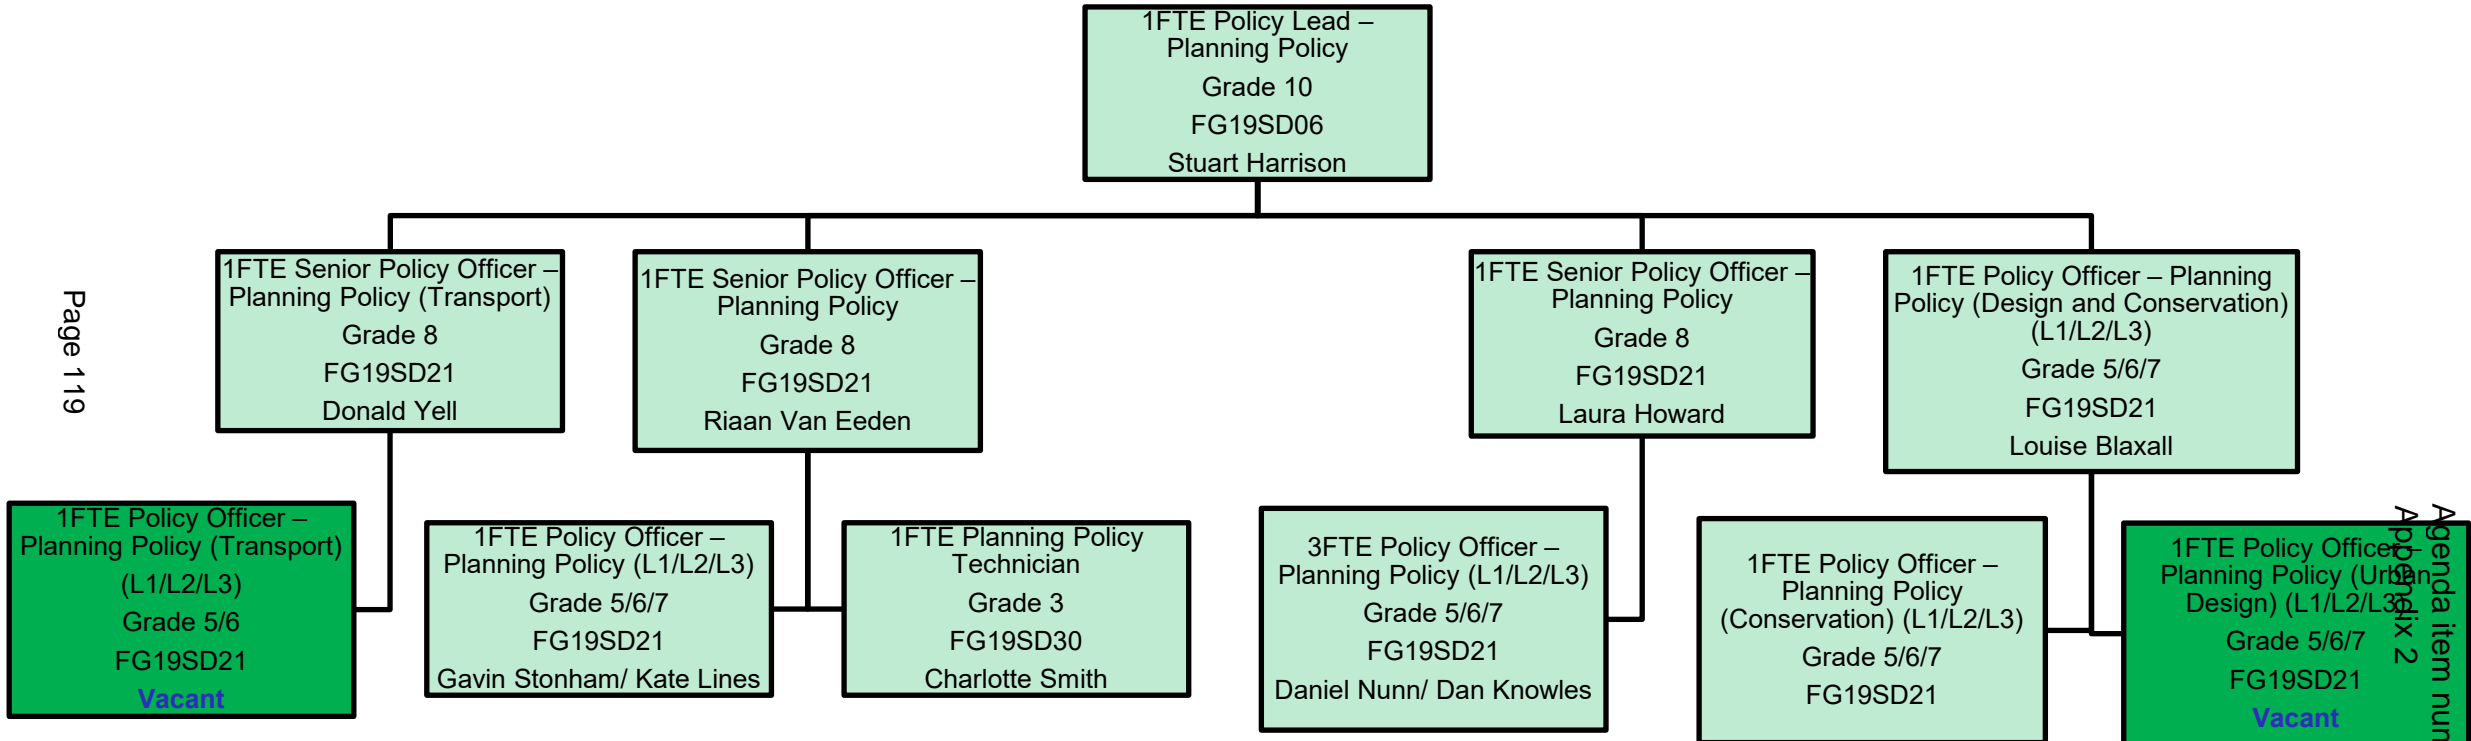 1FTE Policy Lead –
Planning Policy
Grade 10
FG19SD06
Stuart Harrison
1FTE Senior Policy Officer –
Planning Policy (Transport)
Grade 8
FG19SD21
Donald Yell
1FTE Senior Policy Officer –
Planning Policy
Grade 8
FG19SD21
Riaan Van Eeden
1FTE Senior Policy Officer –
Planning Policy
Grade 8
FG19SD21
Laura Howard
1FTE Policy Officer – Planning
Policy (Design and Conservation)
(L1/L2/L3)
Grade 5/6/7
FG19SD21
Louise Blaxall
Page 119
1FTE Policy Officer –
Planning Policy (Transport)
(L1/L2/L3)
Grade 5/6
FG19SD21
Vacant
1FTE Policy Officer –
Planning Policy (L1/L2/L3)
Grade 5/6/7
FG19SD21
Gavin Stonham/ Kate Lines
1FTE Planning Policy
Technician
Grade 3
FG19SD30
Charlotte Smith
3FTE Policy Officer –
Planning Policy (L1/L2/L3)
Grade 5/6/7
FG19SD21
Daniel Nunn/ Dan Knowles
1FTE Policy Officer –
Planning Policy
(Conservation) (L1/L2/L3)
Grade 5/6/7
FG19SD21
1FTE Policy Officer –
Planning Policy (Urban
Design) (L1/L2/L3)
Grade 5/6/7
FG19SD21
Vacant
Agenda item
Appendix 2